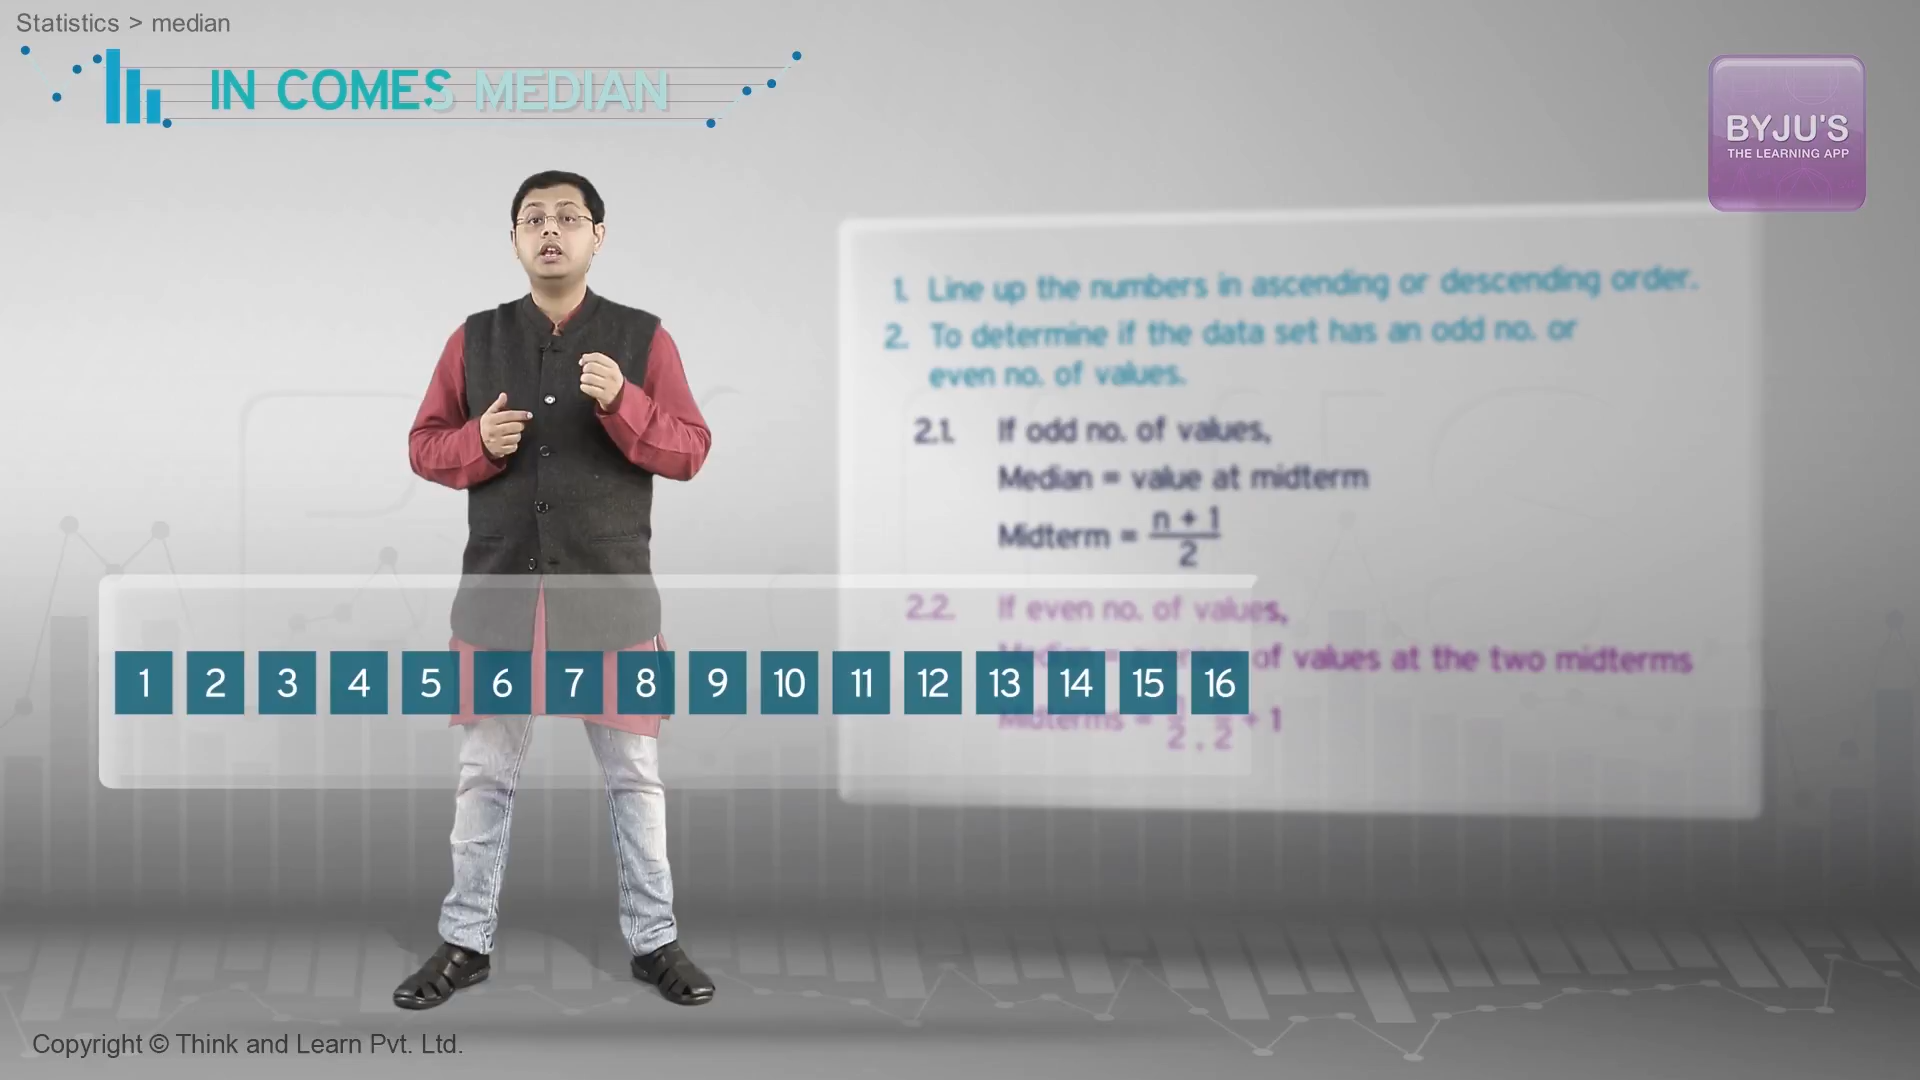 Statistics > median
IN COMES MEDIAN
BYJU'S
THE LEARNING APP
1. Line up the numbers in ascending or descending order.
2. To determine if the data set has an odd no. or
even no. of values.
2.1. If odd no. of values,
Median = value at midterm
Midterm = n + 1
2
2.2. If even no. of values,
of values at the two midterms
1 2 3 4 5 6 7 8 9 10 11 12 13 14 15 16
Midterms = 2 , 2 + 1
Copyright © Think and Learn Pvt. Ltd.